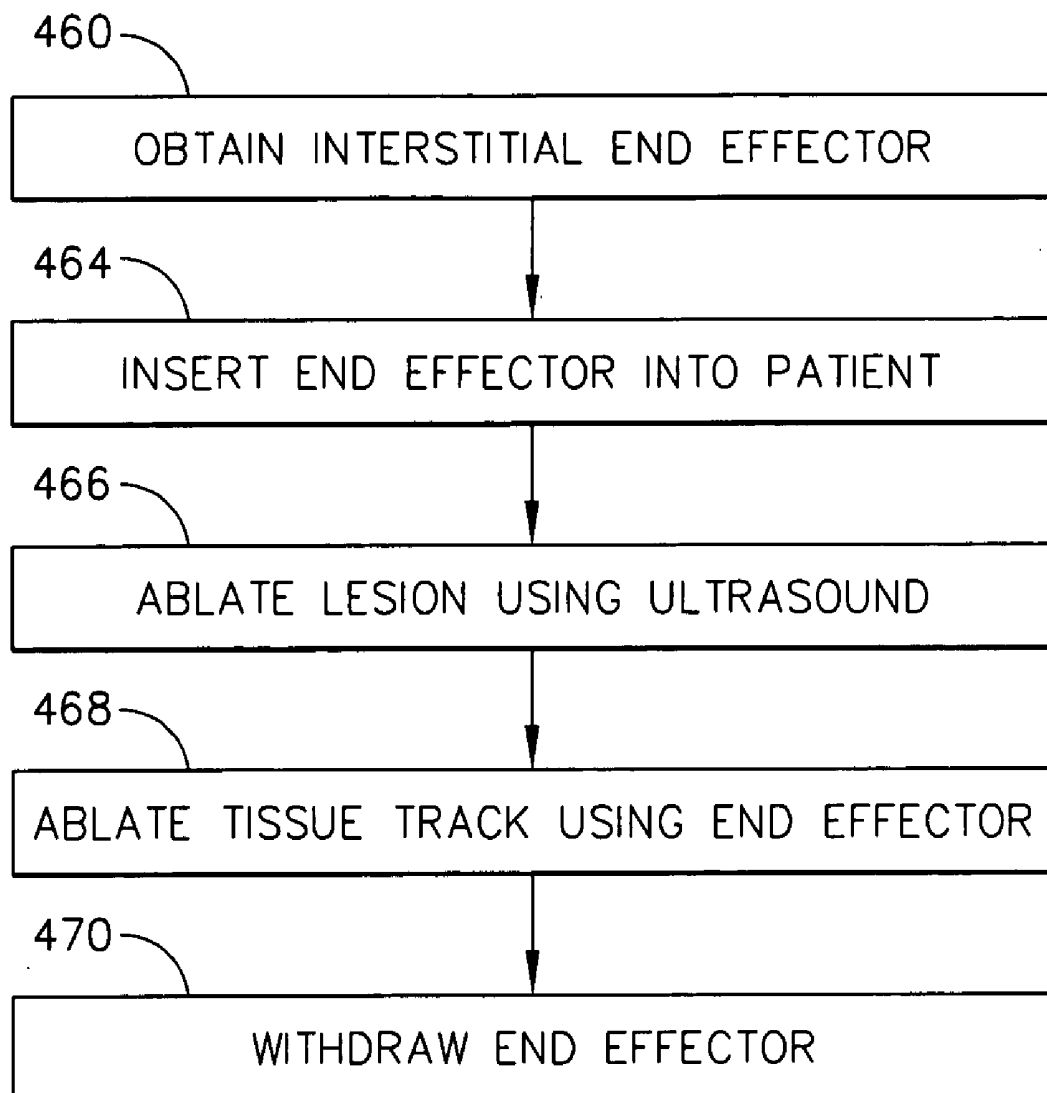 460
OBTAIN INTERSTITIAL END EFFECTOR
464
INSERT END EFFECTOR INTO PATIENT
466
ABLATE LESION USING ULTRASOUND
468
ABLATE TISSUE TRACK USING END EFFECTOR
470
WITHDRAW END EFFECTOR